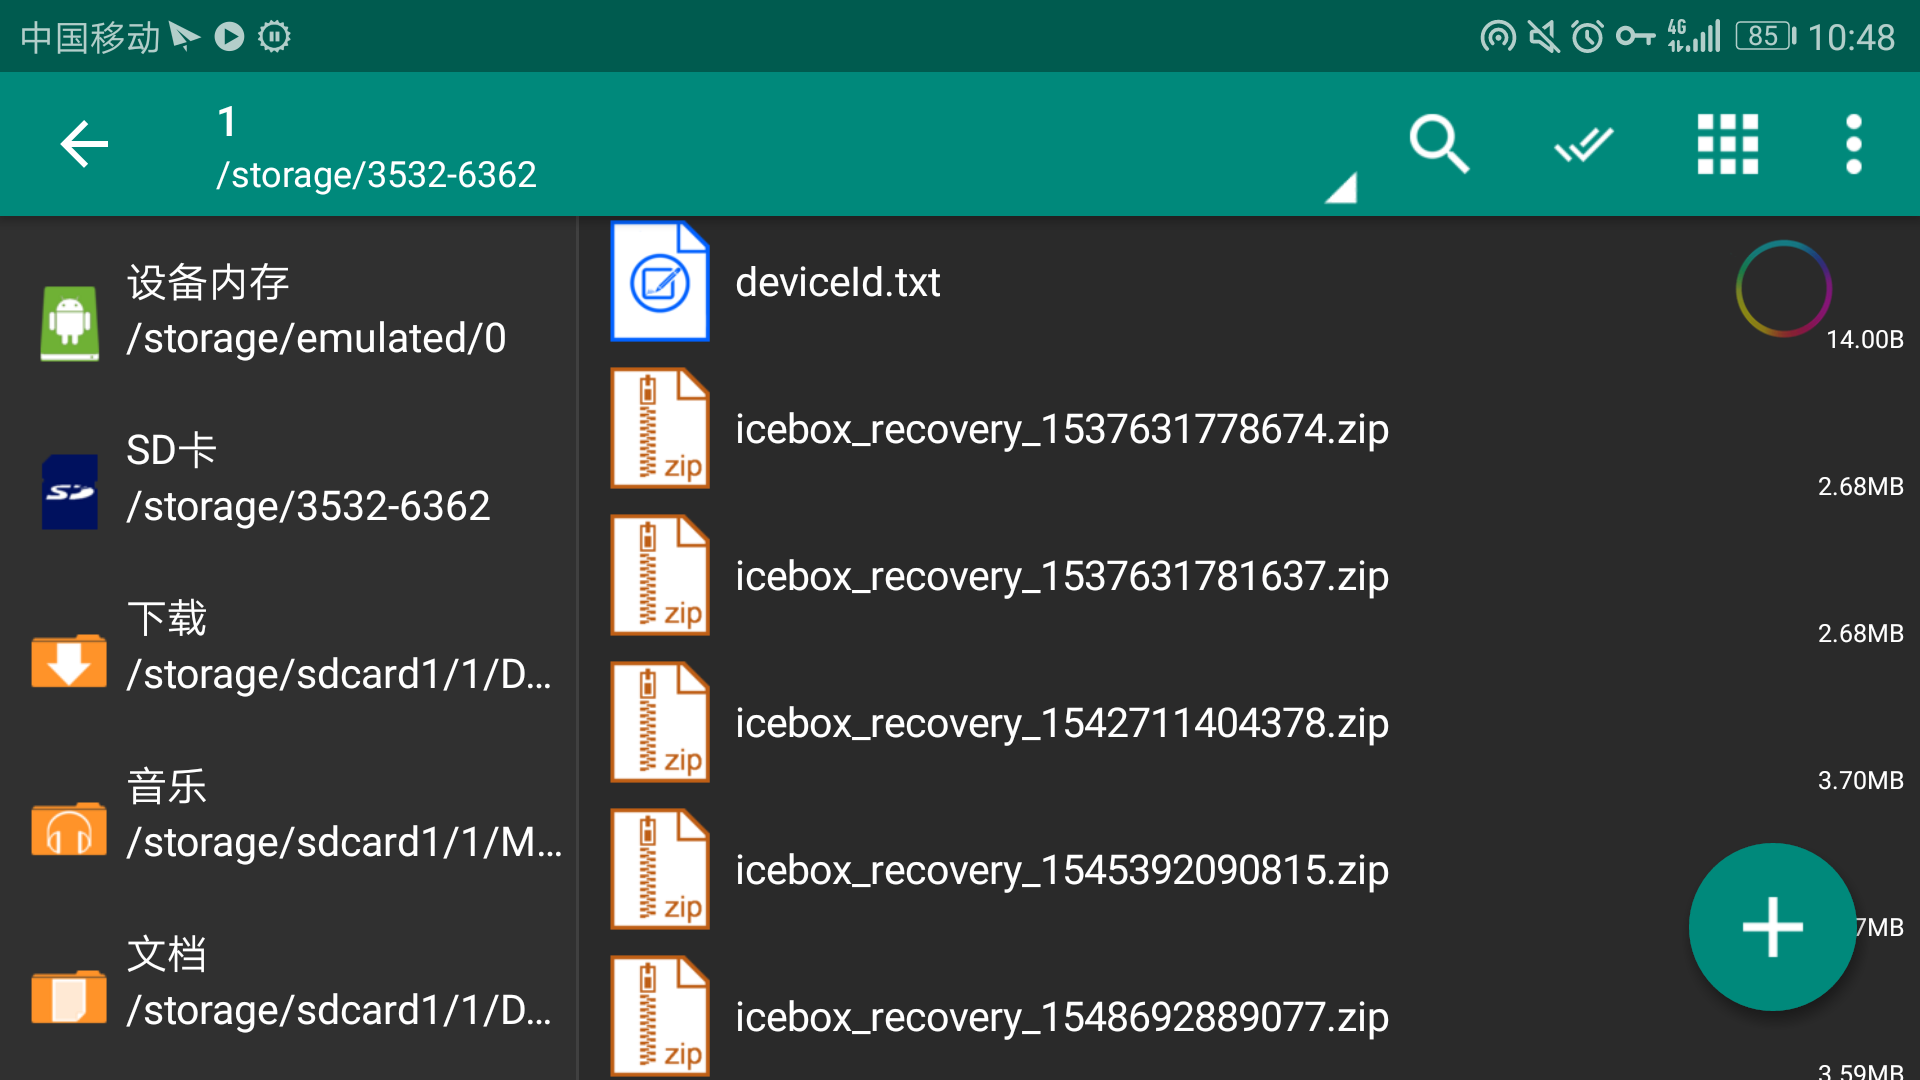 中国移动
4G
85
10:48
1
/storage/3532-6362
设备内存
/storage/emulated/0
SD卡
/storage/3532-6362
下载
/storage/sdcard1/1/D...
音乐
/storage/sdcard1/1/M...
文档
/storage/sdcard1/1/D...
deviceId.txt
14.00B
zip
icebox_recovery_1537631778674.zip
2.68MB
zip
icebox_recovery_1537631781637.zip
2.68MB
zip
icebox_recovery_1542711404378.zip
3.70MB
zip
icebox_recovery_1545392090815.zip
7MB
zip
icebox_recovery_1548692889077.zip
3.59MB